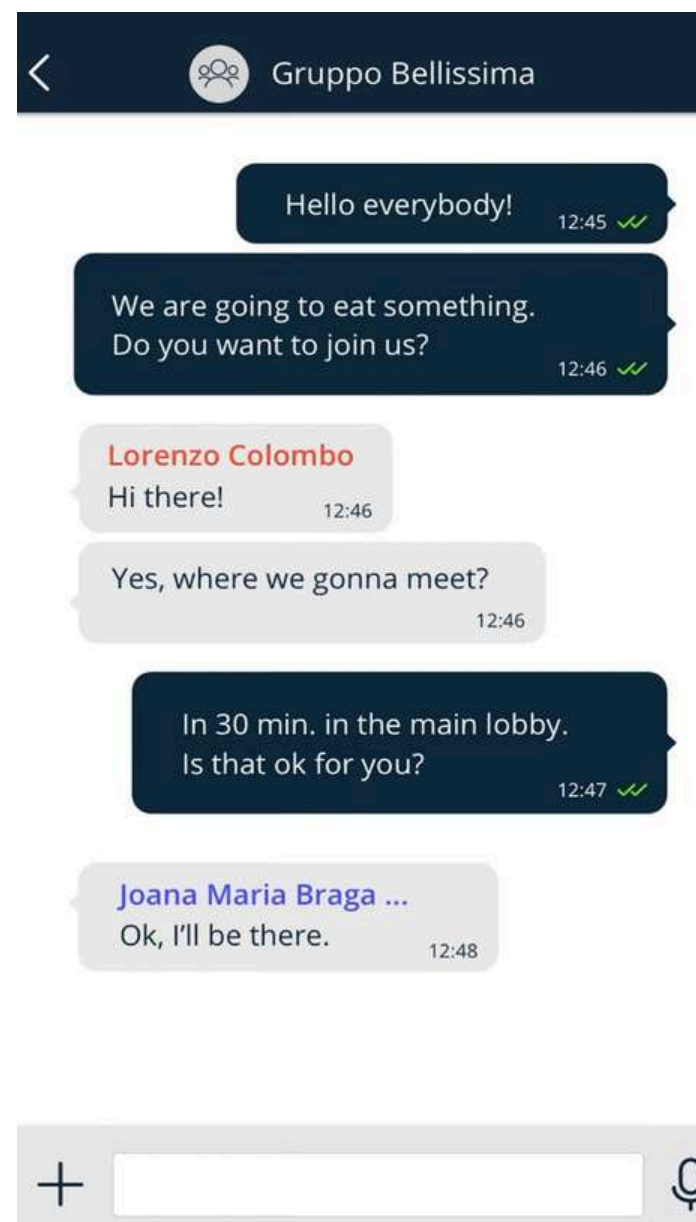 Gruppo Bellissima
Hello everybody!
12:45
We are going to eat something.
Do you want to join us?
12:46
Lorenzo Colombo
Hi there!
12:46
Yes, where we gonna meet?
12:46
In 30 min. in the main lobby.
Is that ok for you?
12:47
Joana Maria Braga ...
Ok, I’ll be there.
12:48